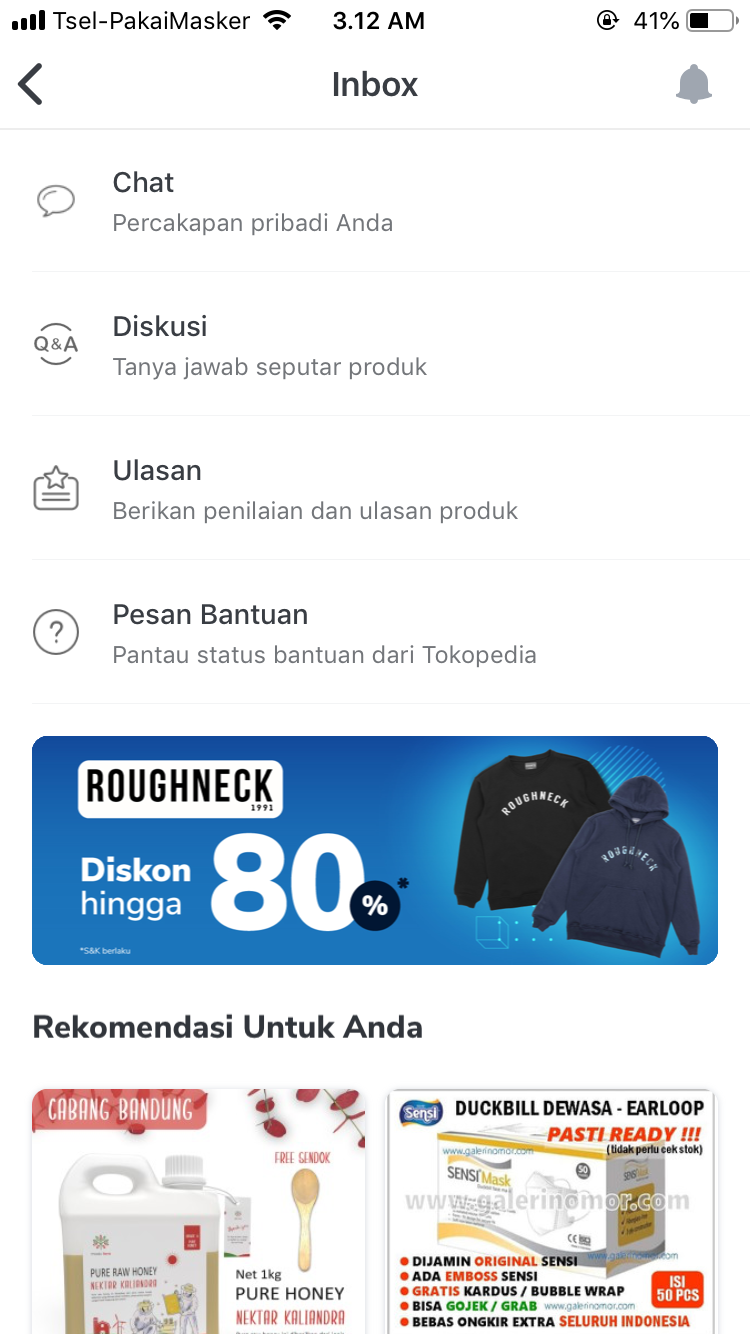 Tsel-PakaiMasker
3.12 AM
41%
Inbox
Chat
Percakapan pribadi Anda
Q&A
Diskusi
Tanya jawab seputar produk
Ulasan
Berikan penilaian dan ulasan produk
?
Pesan Bantuan
Pantau status bantuan dari Tokopedia
ROUGHNECK
1991
Diskon
hingga
80%*
*S&K berlaku
ROUGHNECK
ROUGHNECK
Rekomendasi Untuk Anda
CABANG BANDUNG
FREE SENDOK
PURE RAW HONEY
NEKTAR KALIANDRA
Net 1kg
PURE HONEY
NEKTAR KALIANDRA
Sensi
DUCKBILL DEWASA - EARLOOP
PASTI READY !!!
(tidak perlu cek stok)
www.galerinomor.com
SENSI Mask
50
SENSI Mask
www.galerinomor.com
www.galerinomor.com
DIJAMIN ORIGINAL SENSI
ADA EMBOSS SENSI
GRATIS KARDUS / BUBBLE WRAP
BISA GOJEK / GRAB www.galerinomor.com
BEBAS ONGKIR EXTRA SELURUH INDONESIA
ISI
50 PCS